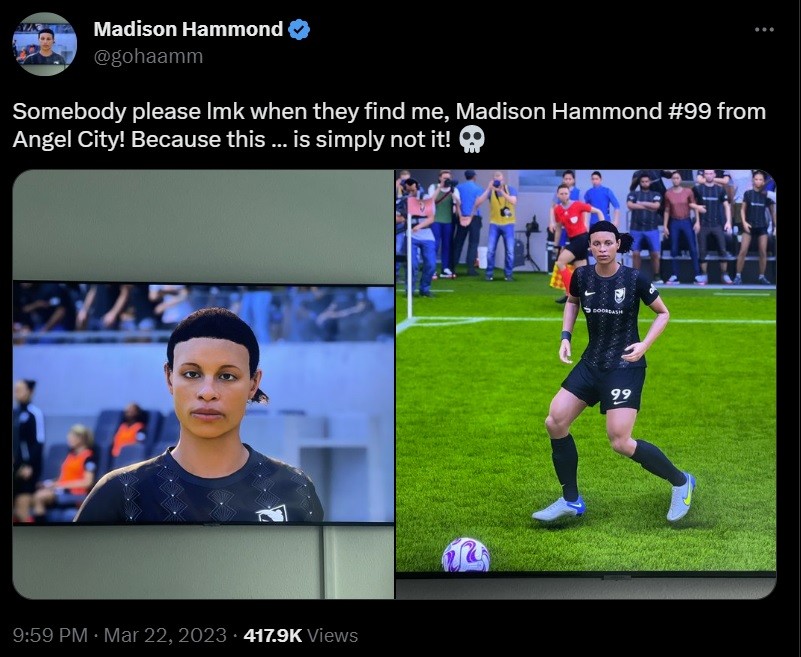 Madison Hammond
@gohaamm
Somebody please lmk when they find me, Madison Hammond #99 from
Angel City! Because this ... is simply not it! 💀
DOORDASH
99
9:59 PM · Mar 22, 2023 · 417.9K Views